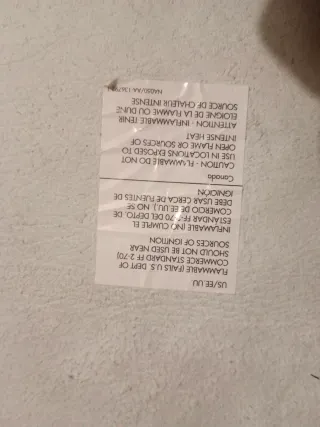 US/EE.UU
FLAMMABLE (FAILS U.S. DEPT OF
COMMERCE STANDARD FF 2-70)
SHOULD NOT BE USED NEAR
SOURCES OF IGNITION
INFLAMABLE (NO CUMPLE EL
ESTANDAR FF 2-70 DEL DEPTO. DE
COMERCIO DE EE.UU.). NO SE
DEBE USAR CERCA DE FUENTES DE
IGNICIÓN
Canada
CAUTION - FLAMMABLE DO NOT
USE IN LOCATIONS EXPOSED TO
OPEN FLAME OR SOURCES OF
INTENSE HEAT
ATTENTION - INFLAMMABLE TENIR
ÉLOIGNE DE LA FLAMME OU DUNE
SOURCE DE CHALEUR INTENSE